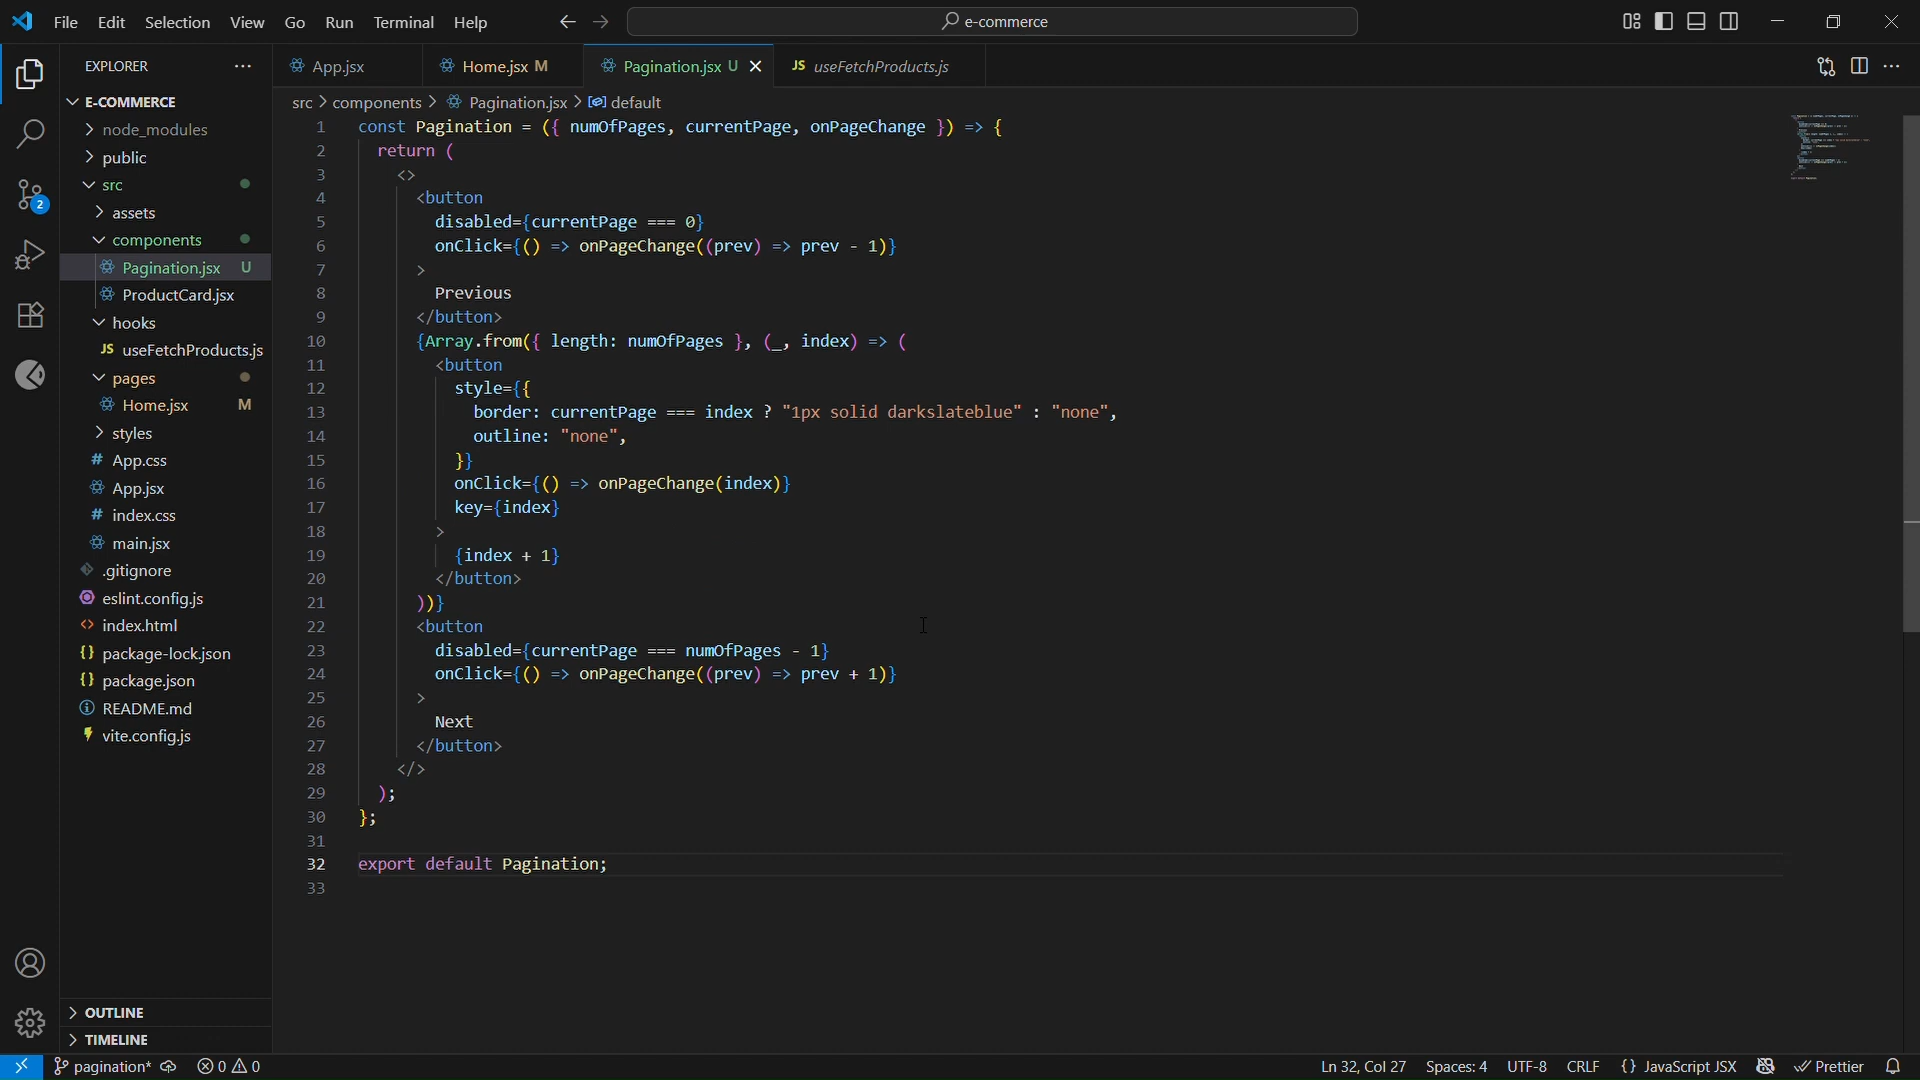 File Edit Selection View Go Run Terminal Help
e-commerce
EXPLORER
App.jsx
Home.jsx M
Pagination.jsx U
JS useFetchProducts.js
E-COMMERCE
node_modules
public
src
assets
components
Pagination.jsx U
ProductCard.jsx
hooks
JS useFetchProducts.js
pages
Home.jsx M
styles
# App.css
App.jsx
# index.css
main.jsx
.gitignore
eslint.config.js
<> index.html
{} package-lock.json
{} package.json
README.md
vite.config.js
OUTLINE
TIMELINE
2
src > components > Pagination.jsx > default
1 const Pagination = ({ numOfPages, currentPage, onPageChange }) => {
2 return (
3 <>
4 <button
5 disabled={currentPage === 0}
6 onClick={() => onPageChange((prev) => prev - 1)}
7 >
8 Previous
9 </button>
10 {Array.from({ length: numOfPages }, (_, index) => (
11 <button
12 style={{
13 border: currentPage === index ? "1px solid darkslateblue" : "none",
14 outline: "none",
15 }}
16 onClick={() => onPageChange(index)}
17 key={index}
18 >
19 {index + 1}
20 </button>
21 ))}
22 <button
23 disabled={currentPage === numOfPages - 1}
24 onClick={() => onPageChange((prev) => prev + 1)}
25 >
26 Next
27 </button>
28 </>
29 );
30 };
31
32 export default Pagination;
33
pagination* 0 0 Ln 32, Col 27 Spaces: 4 UTF-8 CRLF {} JavaScript JSX Prettier